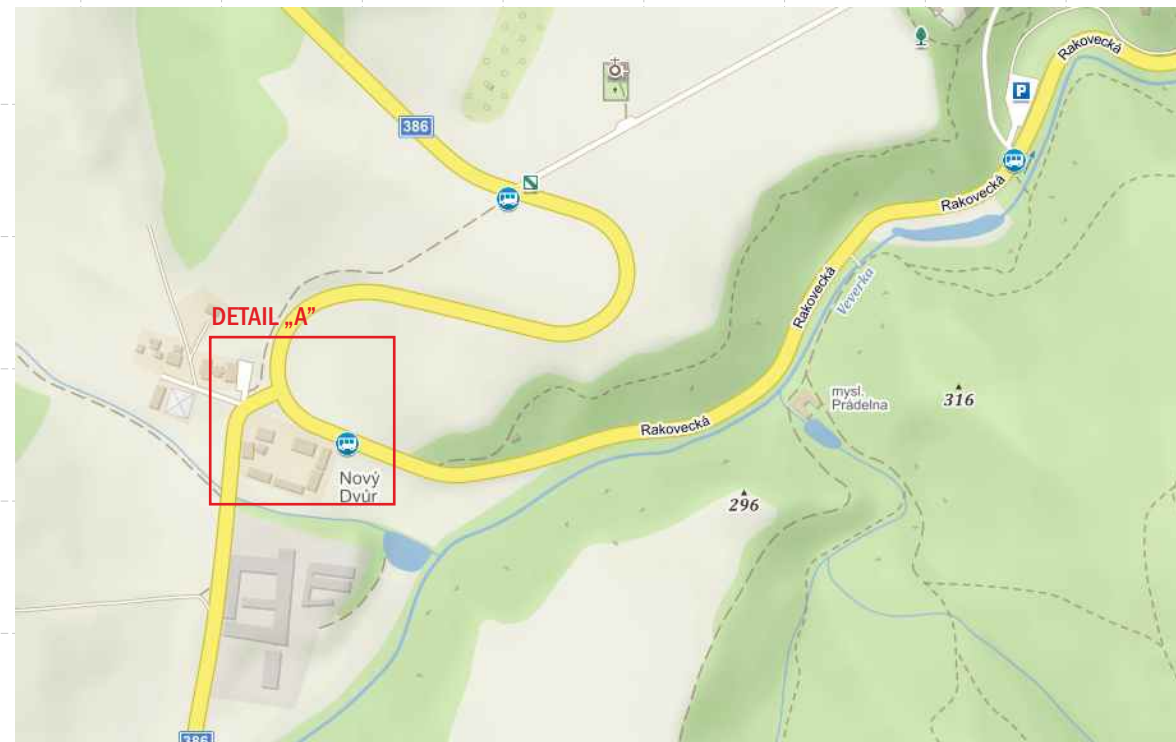 Rakovecká
P
386
Rakovecká
Rakovecká
Veverka
DETAIL „A”
mysl.
Prádelna
316
Rakovecká
Nový
Dvůr
296
386